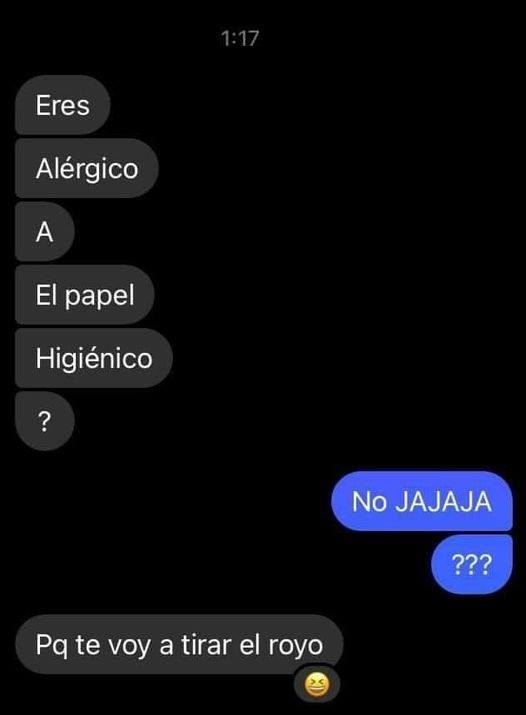 1:17
Eres
Alérgico
A
El papel
Higiénico
?
No JAJAJA
???
Pq te voy a tirar el royo